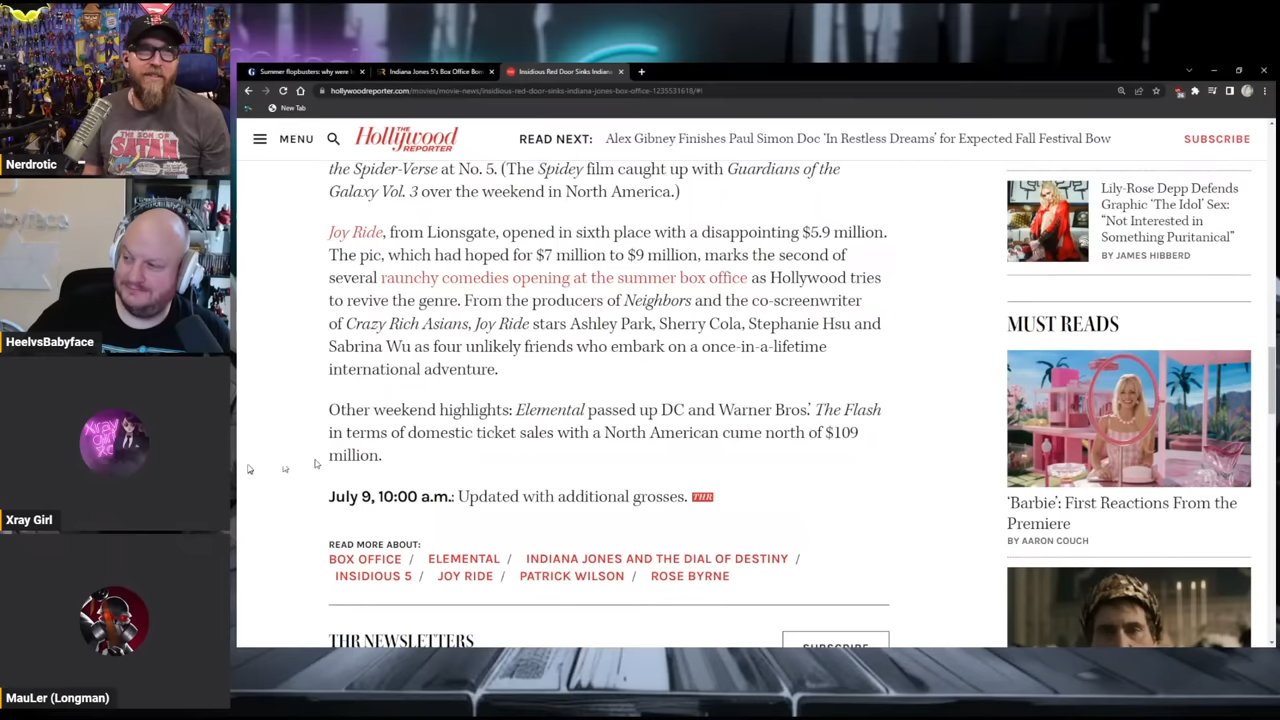 THE SON OF
SATAN
Nerdrotic
HeelvsBabyface
Xray Girl
MauLer (Longman)
Summer flopbusters: why were
Indiana Jones 5's Box Office Bom
Insidious Red Door Sinks Indiana
hollywoodreporter.com/movies/movie-news/insidious-red-door-sinks-indiana-jones-box-office-1235531618/#!
New Tab
MENU
THE
Hollywood
REPORTER
READ NEXT: Alex Gibney Finishes Paul Simon Doc ‘In Restless Dreams’ for Expected Fall Festival Bow
SUBSCRIBE
the Spider-Verse at No. 5. (The Spidey film caught up with Guardians of the
Galaxy Vol. 3 over the weekend in North America.)
Joy Ride, from Lionsgate, opened in sixth place with a disappointing $5.9 million.
The pic, which had hoped for $7 million to $9 million, marks the second of
several raunchy comedies opening at the summer box office as Hollywood tries
to revive the genre. From the producers of Neighbors and the co-screenwriter
of Crazy Rich Asians, Joy Ride stars Ashley Park, Sherry Cola, Stephanie Hsu and
Sabrina Wu as four unlikely friends who embark on a once-in-a-lifetime
international adventure.
Other weekend highlights: Elemental passed up DC and Warner Bros.’ The Flash
in terms of domestic ticket sales with a North American cume north of $109
million.
July 9, 10:00 a.m.: Updated with additional grosses. THR
READ MORE ABOUT:
BOX OFFICE / ELEMENTAL / INDIANA JONES AND THE DIAL OF DESTINY /
INSIDIOUS 5 / JOY RIDE / PATRICK WILSON / ROSE BYRNE
THR NEWSLETTERS
SUBSCRIBE
Lily-Rose Depp Defends
Graphic ‘The Idol’ Sex:
“Not Interested in
Something Puritanical”
BY JAMES HIBBERD
MUST READS
‘Barbie’: First Reactions From the
Premiere
BY AARON COUCH